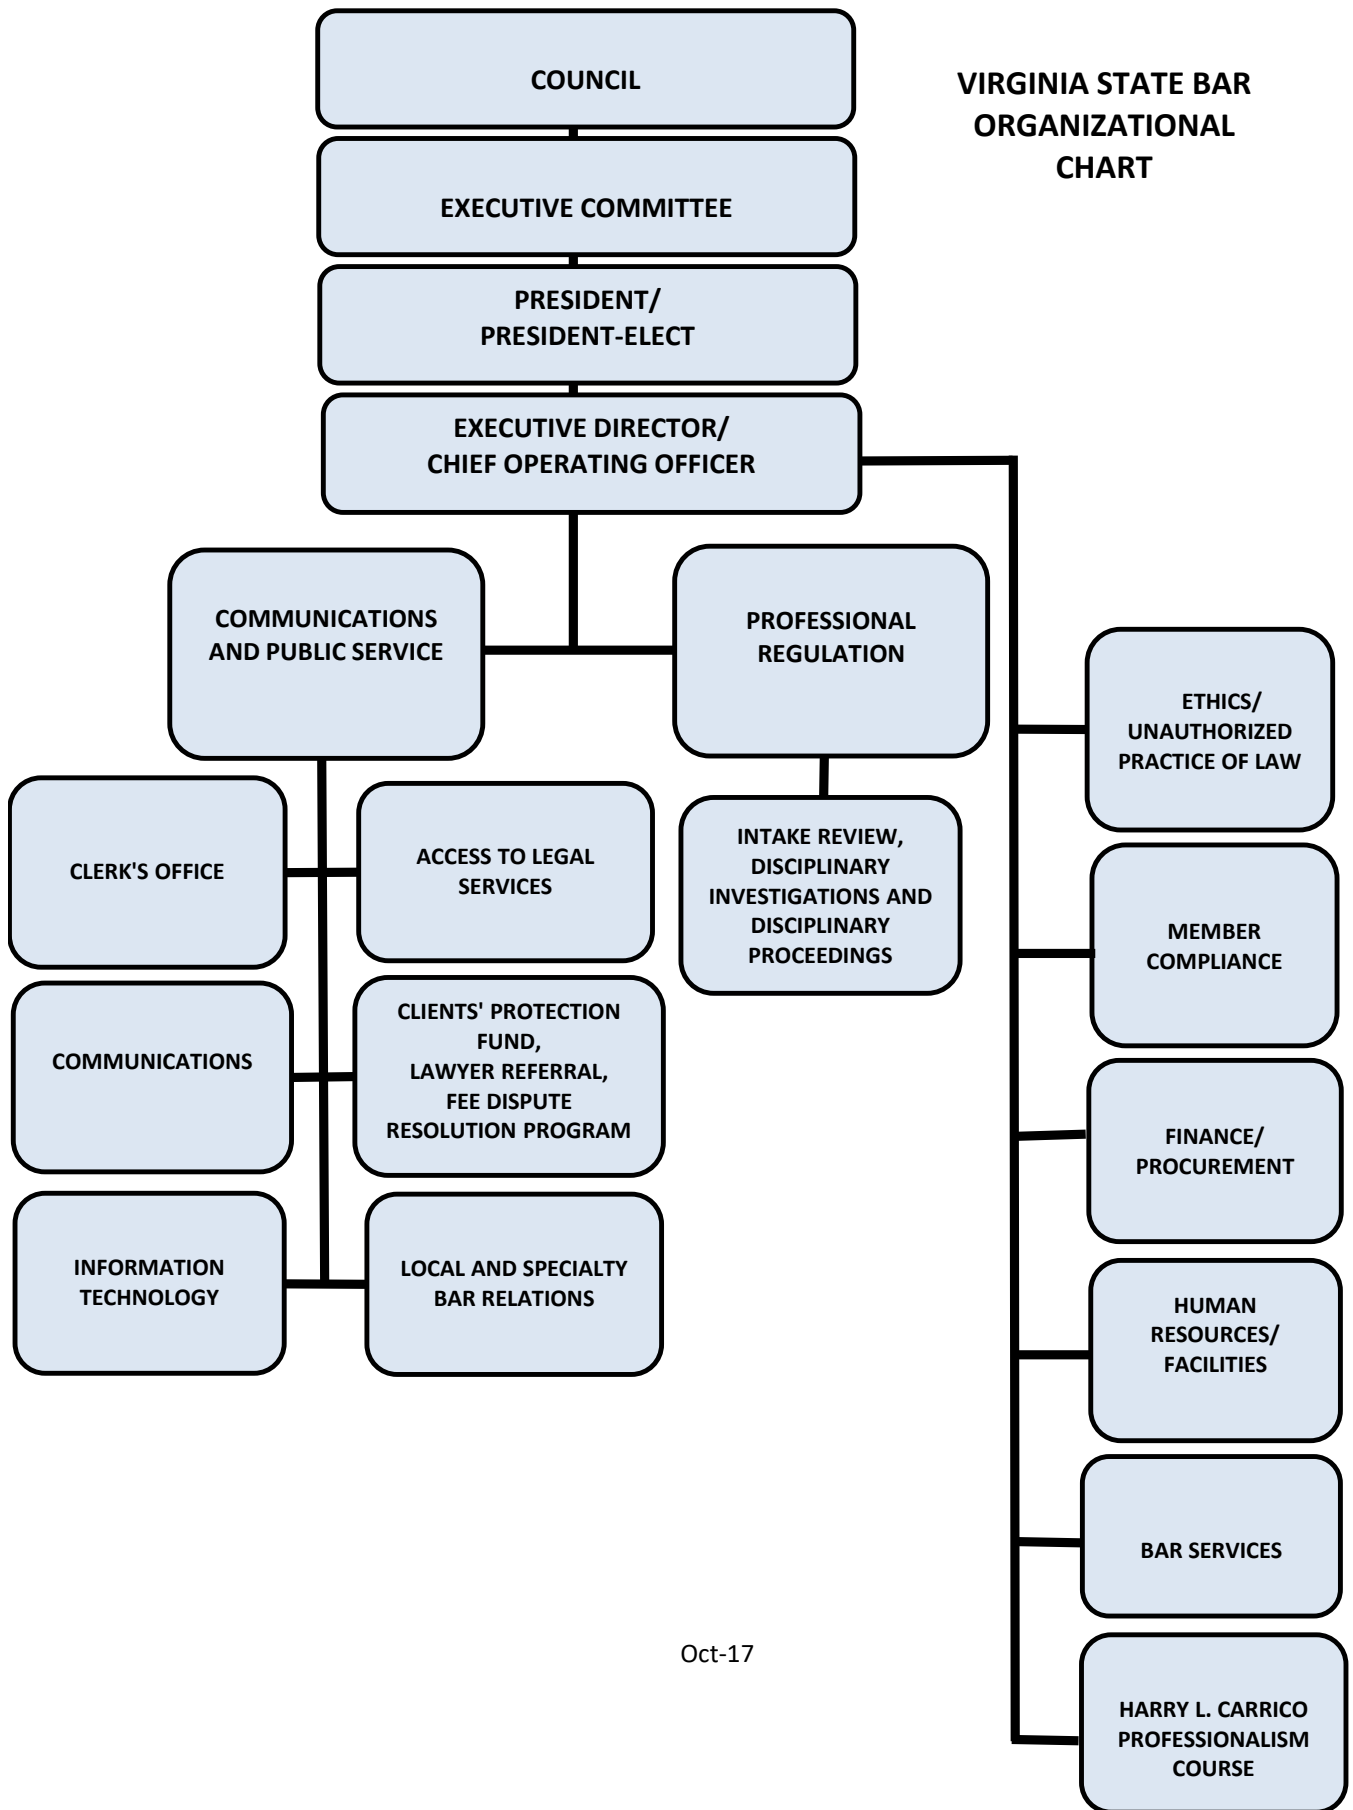 COUNCIL
VIRGINIA STATE BAR
ORGANIZATIONAL
CHART
EXECUTIVE COMMITTEE
PRESIDENT/
PRESIDENT-ELECT
EXECUTIVE DIRECTOR/
CHIEF OPERATING OFFICER
COMMUNICATIONS
AND PUBLIC SERVICE
PROFESSIONAL
REGULATION
CLERK'S OFFICE
ACCESS TO LEGAL
SERVICES
COMMUNICATIONS
CLIENTS' PROTECTION
FUND,
LAWYER REFERRAL,
FEE DISPUTE
RESOLUTION PROGRAM
INFORMATION
TECHNOLOGY
LOCAL AND SPECIALTY
BAR RELATIONS
INTAKE REVIEW,
DISCIPLINARY
INVESTIGATIONS AND
DISCIPLINARY
PROCEEDINGS
ETHICS/
UNAUTHORIZED
PRACTICE OF LAW
MEMBER
COMPLIANCE
FINANCE/
PROCUREMENT
HUMAN
RESOURCES/
FACILITIES
BAR SERVICES
HARRY L. CARRICO
PROFESSIONALISM
COURSE
Oct-17